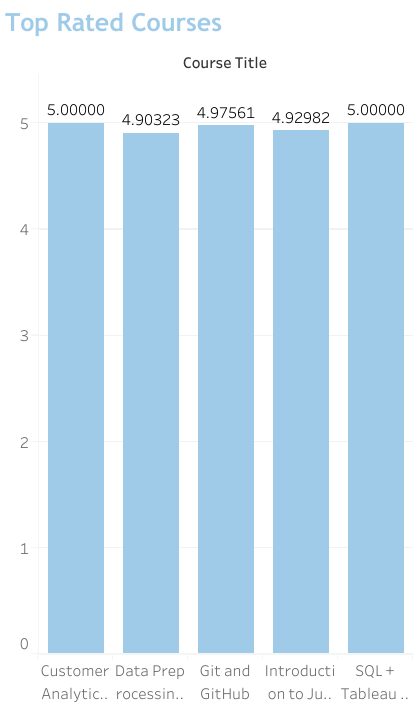 Top Rated Courses
Course Title
5.00000 4.90323 4.97561 4.92982 5.00000
5
4
3
2
1
0
Customer Data Prep Git and Introducti SQL +
Analytic.. rocessin.. GitHub on to Ju.. Tableau ..